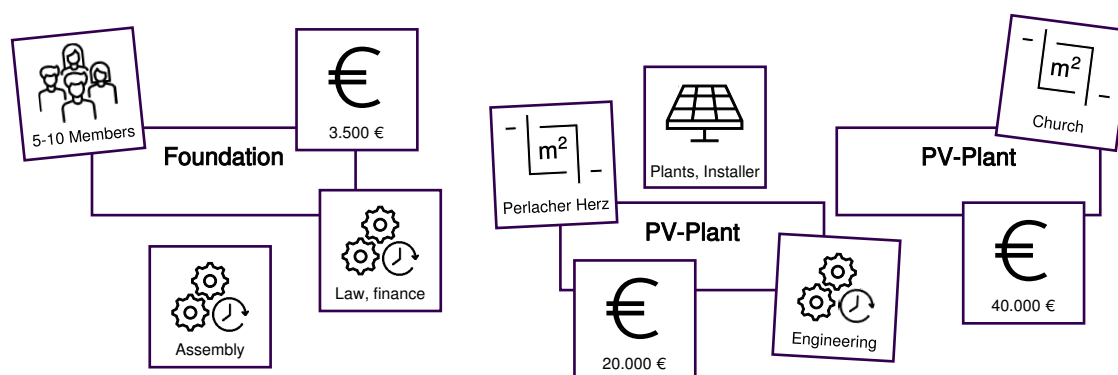 5-10 Members
3.500 €
Foundation
Law, finance
Assembly
m²
Perlacher Herz
Plants, Installer
PV-Plant
20.000 €
Engineering
m²
Church
PV-Plant
40.000 €